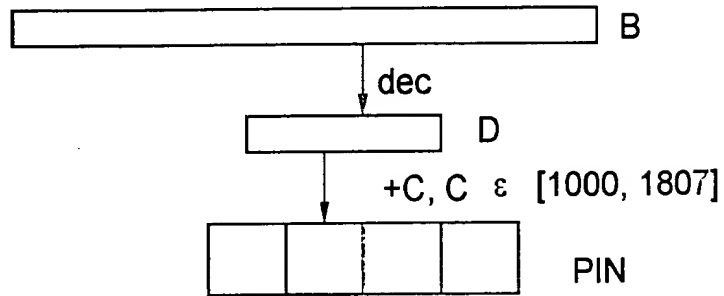 B
dec
D
+C, C ε [1000, 1807]
PIN